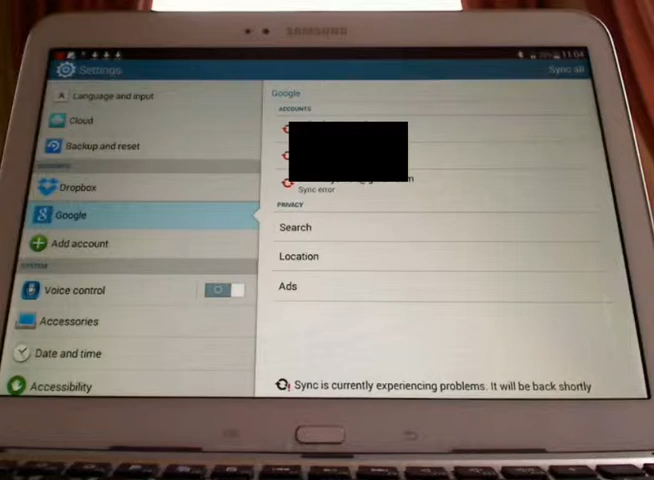 SAMSUNG
11:04
Settings
Sync all
Language and input
Cloud
Backup and reset
ACCOUNTS
Dropbox
Google
Add account
SYSTEM
Voice control
Accessories
Date and time
Accessibility
Google
ACCOUNTS
Sync error
PRIVACY
Search
Location
Ads
Sync is currently experiencing problems. It will be back shortly